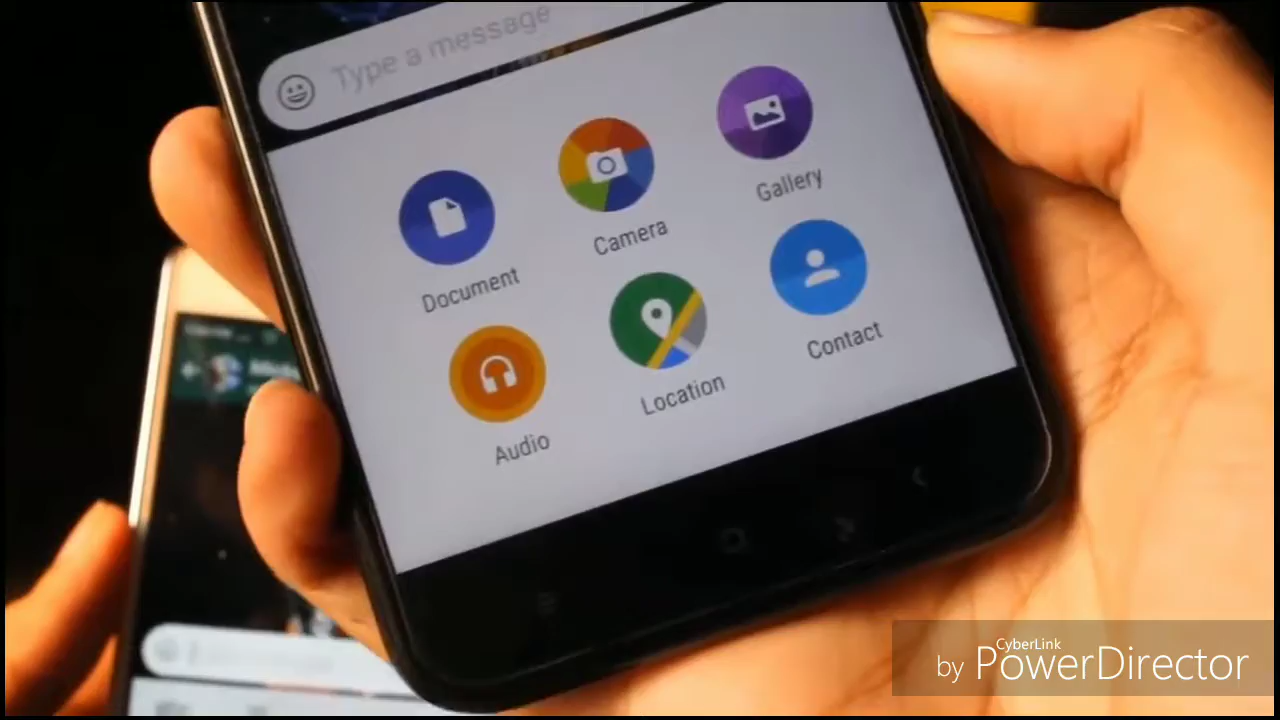 Type a message
Document
Camera
Gallery
Audio
Location
Contact
CyberLink
by PowerDirector